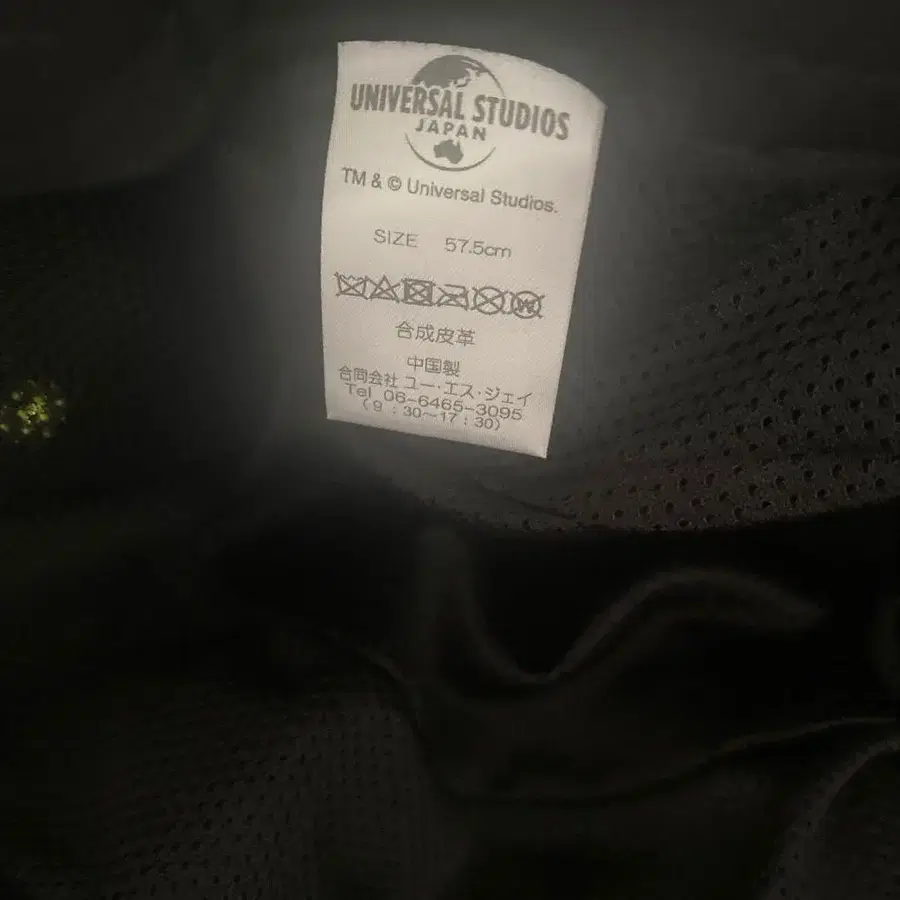 UNIVERSAL STUDIOS
JAPAN
TM & © Universal Studios.
SIZE 57.5cm
W
合成皮革
中国製
合同会社 ユー・エス・ジェイ
Tel 06-6465-3095
(9:30～17:30)